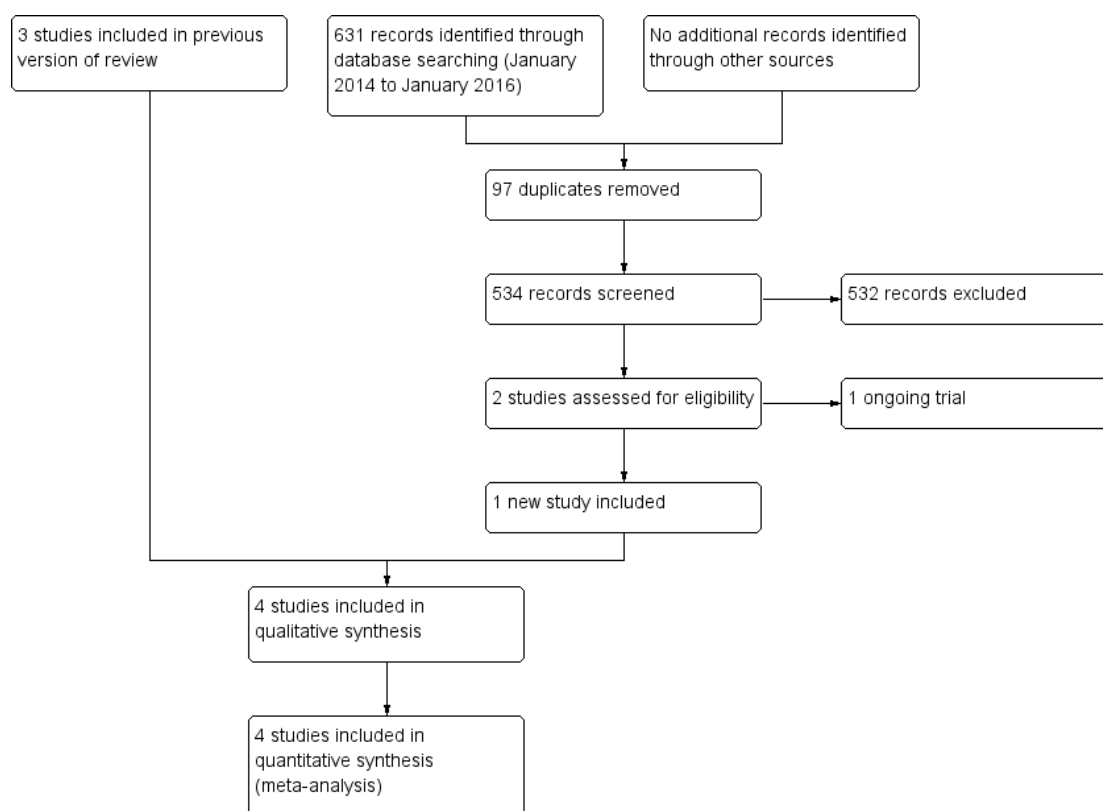 3 studies included in previous
version of review
631 records identified through
database searching (January
2014 to January 2016)
No additional records identified
through other sources
97 duplicates removed
534 records screened
532 records excluded
2 studies assessed for eligibility
1 ongoing trial
1 new study included
4 studies included in
qualitative synthesis
4 studies included in
quantitative synthesis
(meta-analysis)